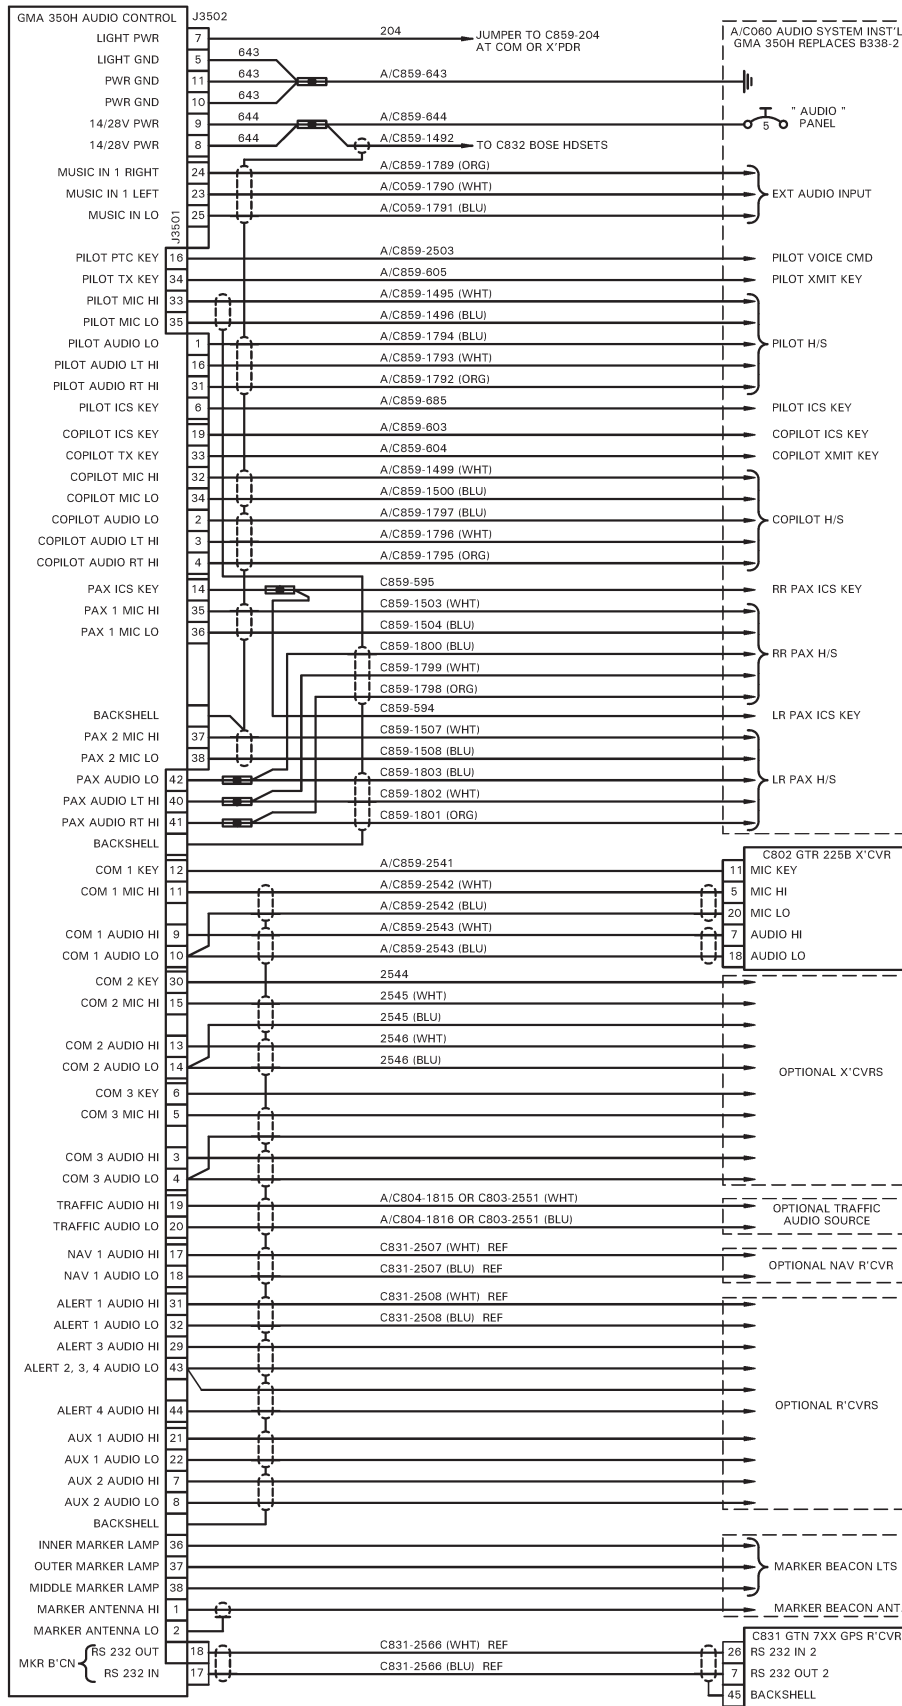 GMA 350H AUDIO CONTROL J3502
LIGHT PWR 7 204 JUMPER TO C859-204
AT COM OR X'PDR
A/C060 AUDIO SYSTEM INST'L
GMA 350H REPLACES B338-2
LIGHT GND 5 643
PWR GND 11 643 A/C859-643
PWR GND 10 643
14/28V PWR 9 644 A/C859-644 5 " AUDIO "
PANEL
14/28V PWR 8 644 A/C859-1492 TO C832 BOSE HDSETS
MUSIC IN 1 RIGHT 24 A/C859-1789 (ORG)
MUSIC IN 1 LEFT 23 A/C059-1790 (WHT) EXT AUDIO INPUT
MUSIC IN LO 25 A/C059-1791 (BLU)
J3501
PILOT PTC KEY 16 A/C859-2503 PILOT VOICE CMD
PILOT TX KEY 34 A/C859-605 PILOT XMIT KEY
PILOT MIC HI 33 A/C859-1495 (WHT)
PILOT MIC LO 35 A/C859-1496 (BLU)
PILOT AUDIO LO 1 A/C859-1794 (BLU) PILOT H/S
PILOT AUDIO LT HI 16 A/C859-1793 (WHT)
PILOT AUDIO RT HI 31 A/C859-1792 (ORG)
PILOT ICS KEY 6 A/C859-685 PILOT ICS KEY
COPILOT ICS KEY 19 A/C859-603 COPILOT ICS KEY
COPILOT TX KEY 33 A/C859-604 COPILOT XMIT KEY
COPILOT MIC HI 32 A/C859-1499 (WHT)
COPILOT MIC LO 34 A/C859-1500 (BLU)
COPILOT AUDIO LO 2 A/C859-1797 (BLU) COPILOT H/S
COPILOT AUDIO LT HI 3 A/C859-1796 (WHT)
COPILOT AUDIO RT HI 4 A/C859-1795 (ORG)
PAX ICS KEY 14 C859-595 RR PAX ICS KEY
PAX 1 MIC HI 35 C859-1503 (WHT)
PAX 1 MIC LO 36 C859-1504 (BLU)
C859-1800 (BLU) RR PAX H/S
C859-1799 (WHT)
C859-1798 (ORG)
BACKSHELL C859-594 LR PAX ICS KEY
PAX 2 MIC HI 37 C859-1507 (WHT)
PAX 2 MIC LO 38 C859-1508 (BLU)
PAX AUDIO LO 42 C859-1803 (BLU) LR PAX H/S
PAX AUDIO LT HI 40 C859-1802 (WHT)
PAX AUDIO RT HI 41 C859-1801 (ORG)
BACKSHELL
C802 GTR 225B X'CVR
COM 1 KEY 12 A/C859-2541 11 MIC KEY
COM 1 MIC HI 11 A/C859-2542 (WHT) 5 MIC HI
A/C859-2542 (BLU) 20 MIC LO
COM 1 AUDIO HI 9 A/C859-2543 (WHT) 7 AUDIO HI
COM 1 AUDIO LO 10 A/C859-2543 (BLU) 18 AUDIO LO
COM 2 KEY 30 2544
COM 2 MIC HI 15 2545 (WHT)
2545 (BLU)
COM 2 AUDIO HI 13 2546 (WHT)
COM 2 AUDIO LO 14 2546 (BLU)
OPTIONAL X'CVRS
COM 3 KEY 6
COM 3 MIC HI 5
COM 3 AUDIO HI 3
COM 3 AUDIO LO 4
TRAFFIC AUDIO HI 19 A/C804-1815 OR C803-2551 (WHT) OPTIONAL TRAFFIC
TRAFFIC AUDIO LO 20 A/C804-1816 OR C803-2551 (BLU) AUDIO SOURCE
NAV 1 AUDIO HI 17 C831-2507 (WHT) REF OPTIONAL NAV R'CVR
NAV 1 AUDIO LO 18 C831-2507 (BLU) REF
ALERT 1 AUDIO HI 31 C831-2508 (WHT) REF
ALERT 1 AUDIO LO 32 C831-2508 (BLU) REF
ALERT 3 AUDIO HI 29
ALERT 2, 3, 4 AUDIO LO 43
ALERT 4 AUDIO HI 44 OPTIONAL R'CVRS
AUX 1 AUDIO HI 21
AUX 1 AUDIO LO 22
AUX 2 AUDIO HI 7
AUX 2 AUDIO LO 8
BACKSHELL
INNER MARKER LAMP 36
OUTER MARKER LAMP 37 MARKER BEACON LTS
MIDDLE MARKER LAMP 38
MARKER ANTENNA HI 1 MARKER BEACON ANT.
MARKER ANTENNA LO 2
C831 GTN 7XX GPS R'CVR
MKR B'CN RS 232 OUT 18 C831-2566 (WHT) REF 26 RS 232 IN 2
RS 232 IN 17 C831-2566 (BLU) REF 7 RS 232 OUT 2
45 BACKSHELL